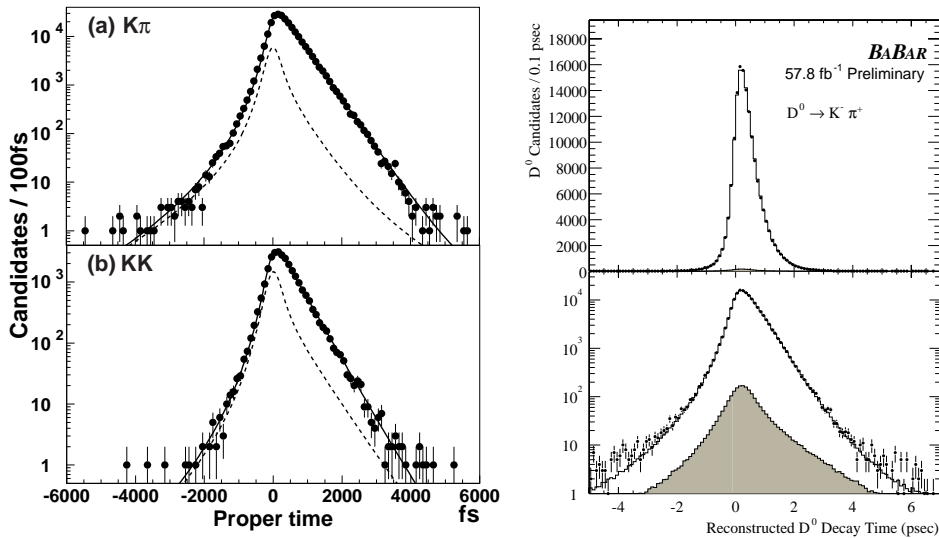 (a) Kπ
10⁴
10³
10²
10
1
(b) KK
10³
10²
10
1
Candidates / 100fs
-6000 -4000 -2000 0 2000 4000 6000
Proper time fs
BABAR
57.8 fb⁻¹ Preliminary
D⁰ → K⁻ π⁺
D⁰ Candidates / 0.1 psec
18000
16000
14000
12000
10000
8000
6000
4000
2000
0
10⁴
10³
10²
10
1
-4 -2 0 2 4 6
Reconstructed D⁰ Decay Time (psec)